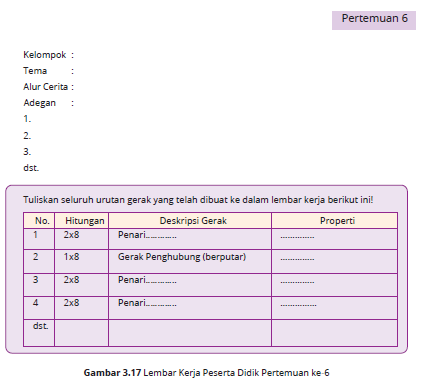 Pertemuan 6
Kelompok :
Tema :
Alur Cerita :
Adegan :
1.
2.
3.
dst.
Tuliskan seluruh urutan gerak yang telah dibuat ke dalam lembar kerja berikut ini!
No. Hitungan Deskripsi Gerak Properti
1 2x8 Penari............. ...............
2 1x8 Gerak Penghubung (berputar) ...............
3 2x8 Penari............. ...............
4 2x8 Penari............. ................
dst.
Gambar 3.17 Lembar Kerja Peserta Didik Pertemuan ke-6